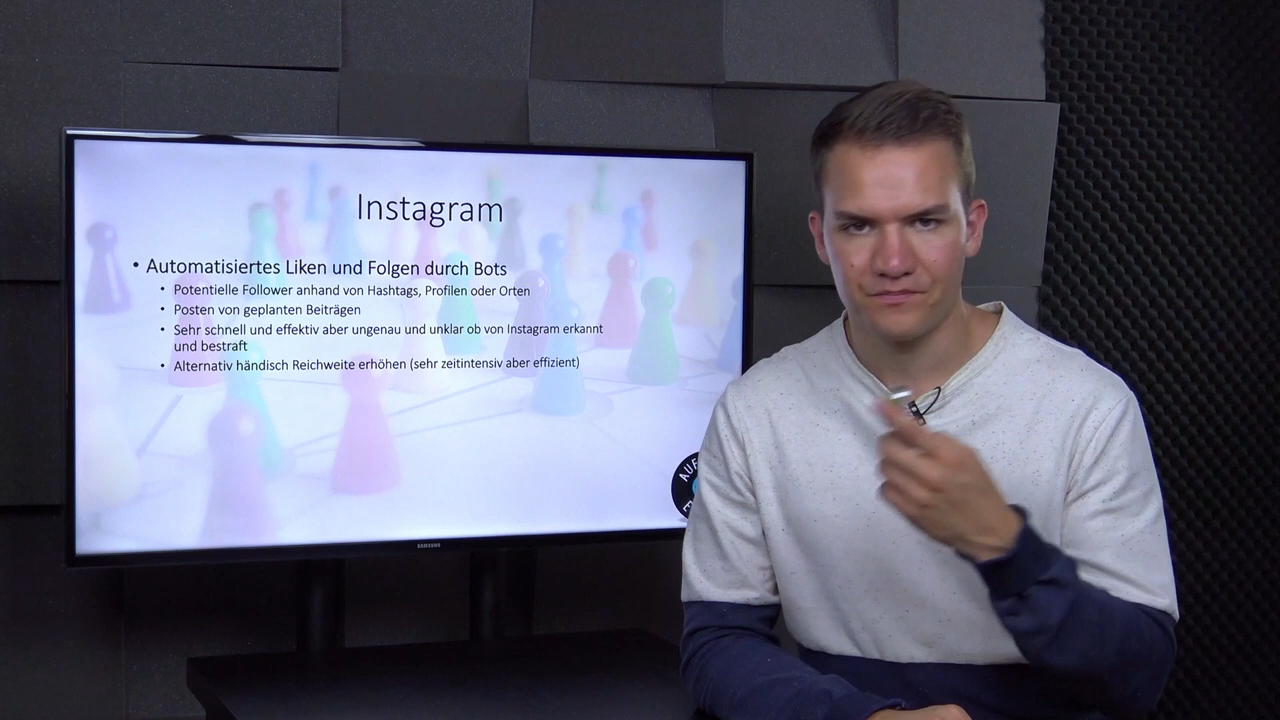 Instagram
• Automatisiertes Liken und Folgen durch Bots
• Potentielle Follower anhand von Hashtags, Profilen oder Orten
• Posten von geplanten Beiträgen
• Sehr schnell und effektiv aber ungenau und unklar ob von Instagram erkannt
und bestraft
• Alternativ händisch Reichweite erhöhen (sehr zeitintensiv aber effizient)
AUF
SAMSUNG